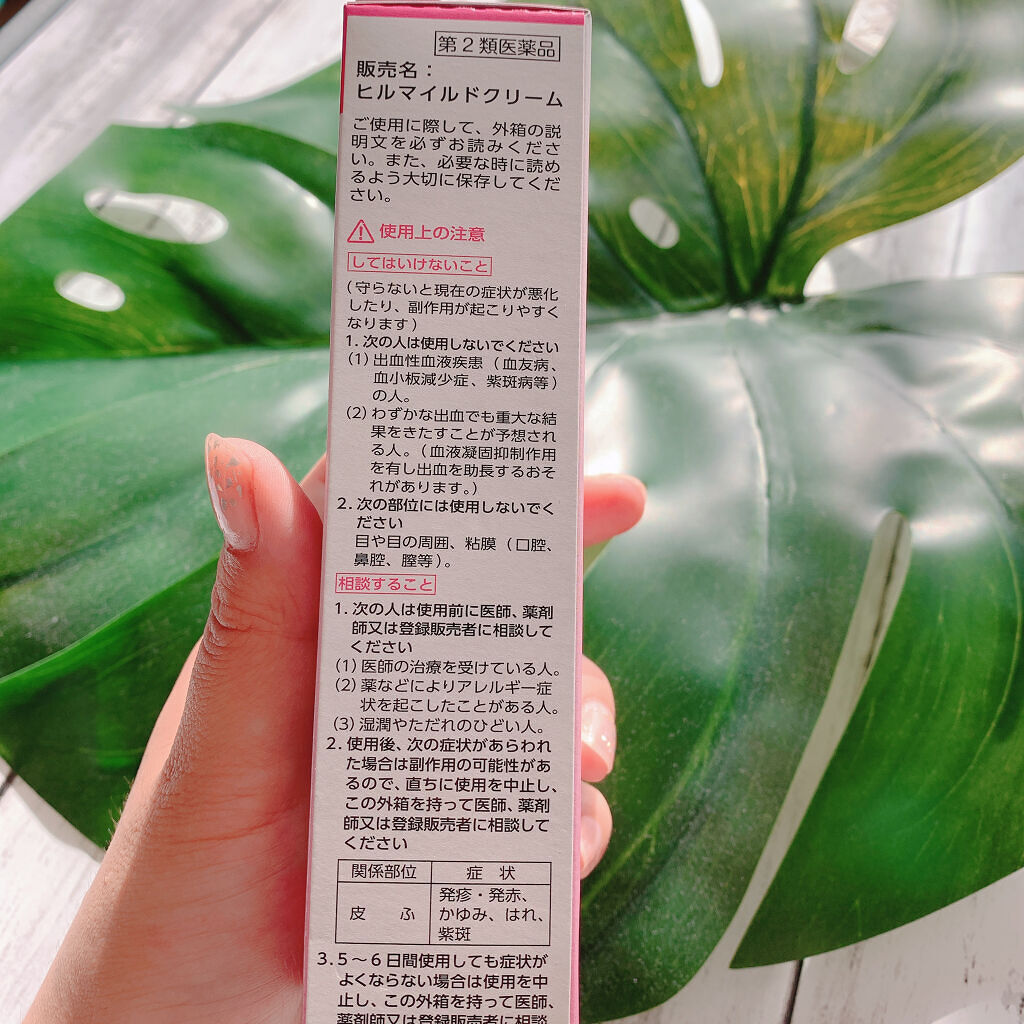 第2類医薬品
販売名：
ヒルマイルドクリーム
ご使用に際して、外箱の説
明文を必ずお読みくださ
い。また、必要な時に読め
るよう大切に保存してくだ
さい。
使用上の注意
してはいけないこと
（守らないと現在の症状が悪化
したり、副作用が起こりやすく
なります）
1. 次の人は使用しないでください
(1) 出血性血液疾患（血友病、
血小板減少症、紫斑病等）
の人。
(2) わずかな出血でも重大な結
果をきたすことが予想され
る人。（血液凝固抑制作用
を有し出血を助長するおそ
れがあります。）
2. 次の部位には使用しないでく
ださい
目や目の周囲、粘膜（口腔、
鼻腔、膣等）。
相談すること
1. 次の人は使用前に医師、薬剤
師又は登録販売者に相談して
ください
(1) 医師の治療を受けている人。
(2) 薬などによりアレルギー症
状を起こしたことがある人。
(3) 湿潤やただれのひどい人。
2. 使用後、次の症状があらわれ
た場合は副作用の可能性があ
るので、直ちに使用を中止し、
この外箱を持って医師、薬剤
師又は登録販売者に相談して
ください
関係部位 症 状
皮 ふ 発疹・発赤、
かゆみ、はれ、
紫斑
3. 5〜6日間使用しても症状が
よくならない場合は使用を中
止し、この外箱を持って医師、
薬剤師又は登録販売者に相談